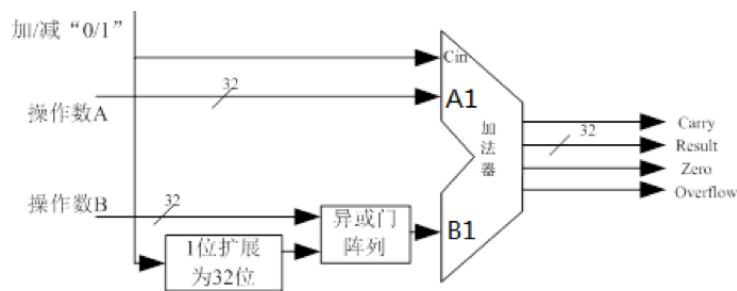 加/减“0/1”
Cin
32
A1
操作数A
加法器
Carry
32
Result
Zero
Overflow
操作数B
32
异或门
阵列
B1
1位扩展
为32位